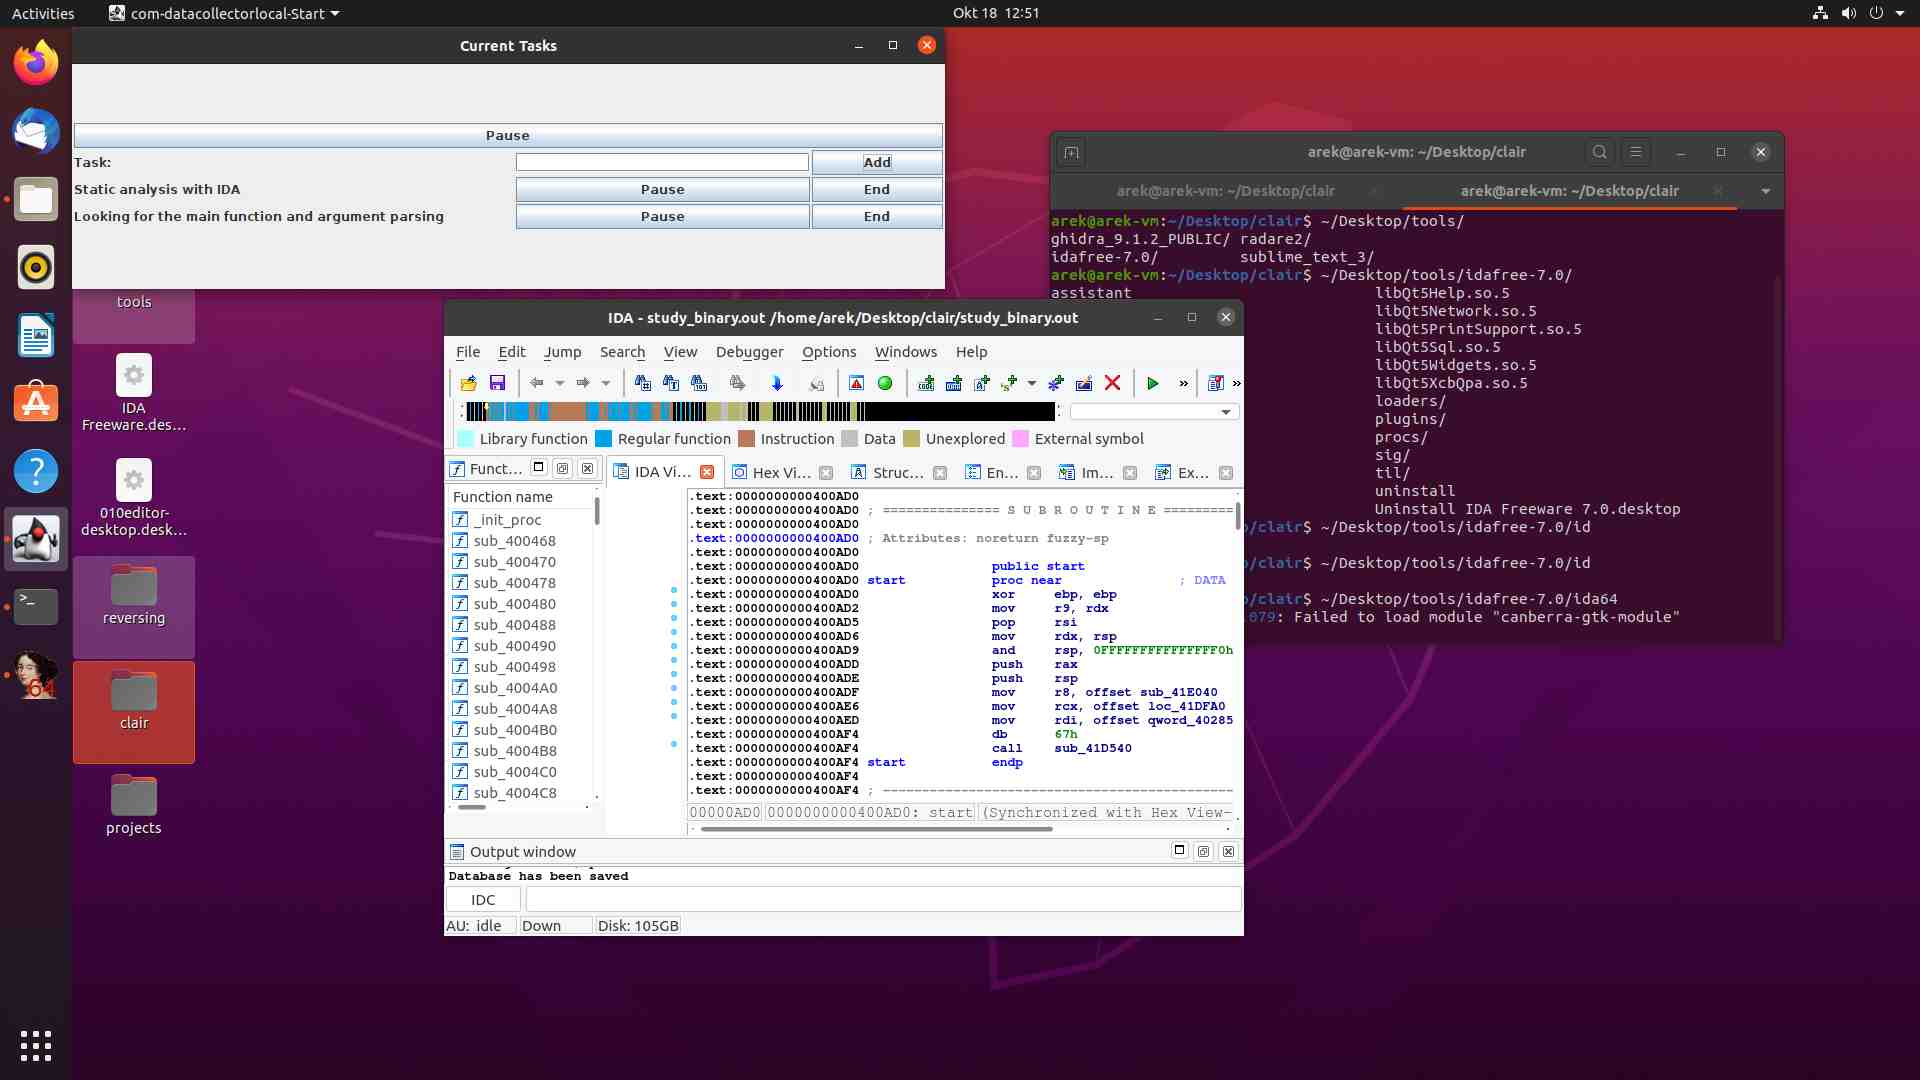 Activities
com-datacollectorlocal-Start
Okt 18 12:51
Current Tasks
Pause
Task:
Add
Static analysis with IDA
Pause
End
Looking for the main function and argument parsing
Pause
End
tools
IDA
Freeware.des...
010editor-
desktop.desk...
reversing
clair
projects
64
arek@arek-vm: ~/Desktop/clair
arek@arek-vm: ~/Desktop/clair
arek@arek-vm: ~/Desktop/clair
arek@arek-vm:~/Desktop/clair$ ~/Desktop/tools/
ghidra_9.1.2_PUBLIC/ radare2/
idafree-7.0/ sublime_text_3/
arek@arek-vm:~/Desktop/clair$ ~/Desktop/tools/idafree-7.0/
assistant libQt5Help.so.5
libQt5Network.so.5
libQt5PrintSupport.so.5
libQt5Sql.so.5
libQt5Widgets.so.5
libQt5XcbQpa.so.5
loaders/
plugins/
procs/
sig/
til/
uninstall
Uninstall IDA Freeware 7.0.desktop
/clair$ ~/Desktop/tools/idafree-7.0/id
/clair$ ~/Desktop/tools/idafree-7.0/id
/clair$ ~/Desktop/tools/idafree-7.0/ida64
079: Failed to load module "canberra-gtk-module"
IDA - study_binary.out /home/arek/Desktop/clair/study_binary.out
File Edit Jump Search View Debugger Options Windows Help
Library function Regular function Instruction Data Unexplored External symbol
Funct...
IDA Vi...
Hex Vi...
Struc...
En...
Im...
Ex...
Function name
_init_proc
sub_400468
sub_400470
sub_400478
sub_400480
sub_400488
sub_400490
sub_400498
sub_4004A0
sub_4004A8
sub_4004B0
sub_4004B8
sub_4004C0
sub_4004C8
.text:0000000000400AD0
.text:0000000000400AD0 ; =============== S U B R O U T I N E =========
.text:0000000000400AD0
.text:0000000000400AD0 ; Attributes: noreturn fuzzy-sp
.text:0000000000400AD0
.text:0000000000400AD0 public start
.text:0000000000400AD0 start proc near ; DATA
.text:0000000000400AD0 xor ebp, ebp
.text:0000000000400AD2 mov r9, rdx
.text:0000000000400AD5 pop rsi
.text:0000000000400AD6 mov rdx, rsp
.text:0000000000400AD9 and rsp, 0FFFFFFFFFFFFFFF0h
.text:0000000000400ADD push rax
.text:0000000000400ADE push rsp
.text:0000000000400ADF mov r8, offset sub_41E040
.text:0000000000400AE6 mov rcx, offset loc_41DFA0
.text:0000000000400AED mov rdi, offset qword_40285
.text:0000000000400AF4 db 67h
.text:0000000000400AF4 call sub_41D540
.text:0000000000400AF4 start endp
.text:0000000000400AF4
.text:0000000000400AF4 ; ---------------------------------------------
00000AD0 0000000000400AD0: start (Synchronized with Hex View-
Output window
Database has been saved
IDC
AU: idle Down Disk: 105GB